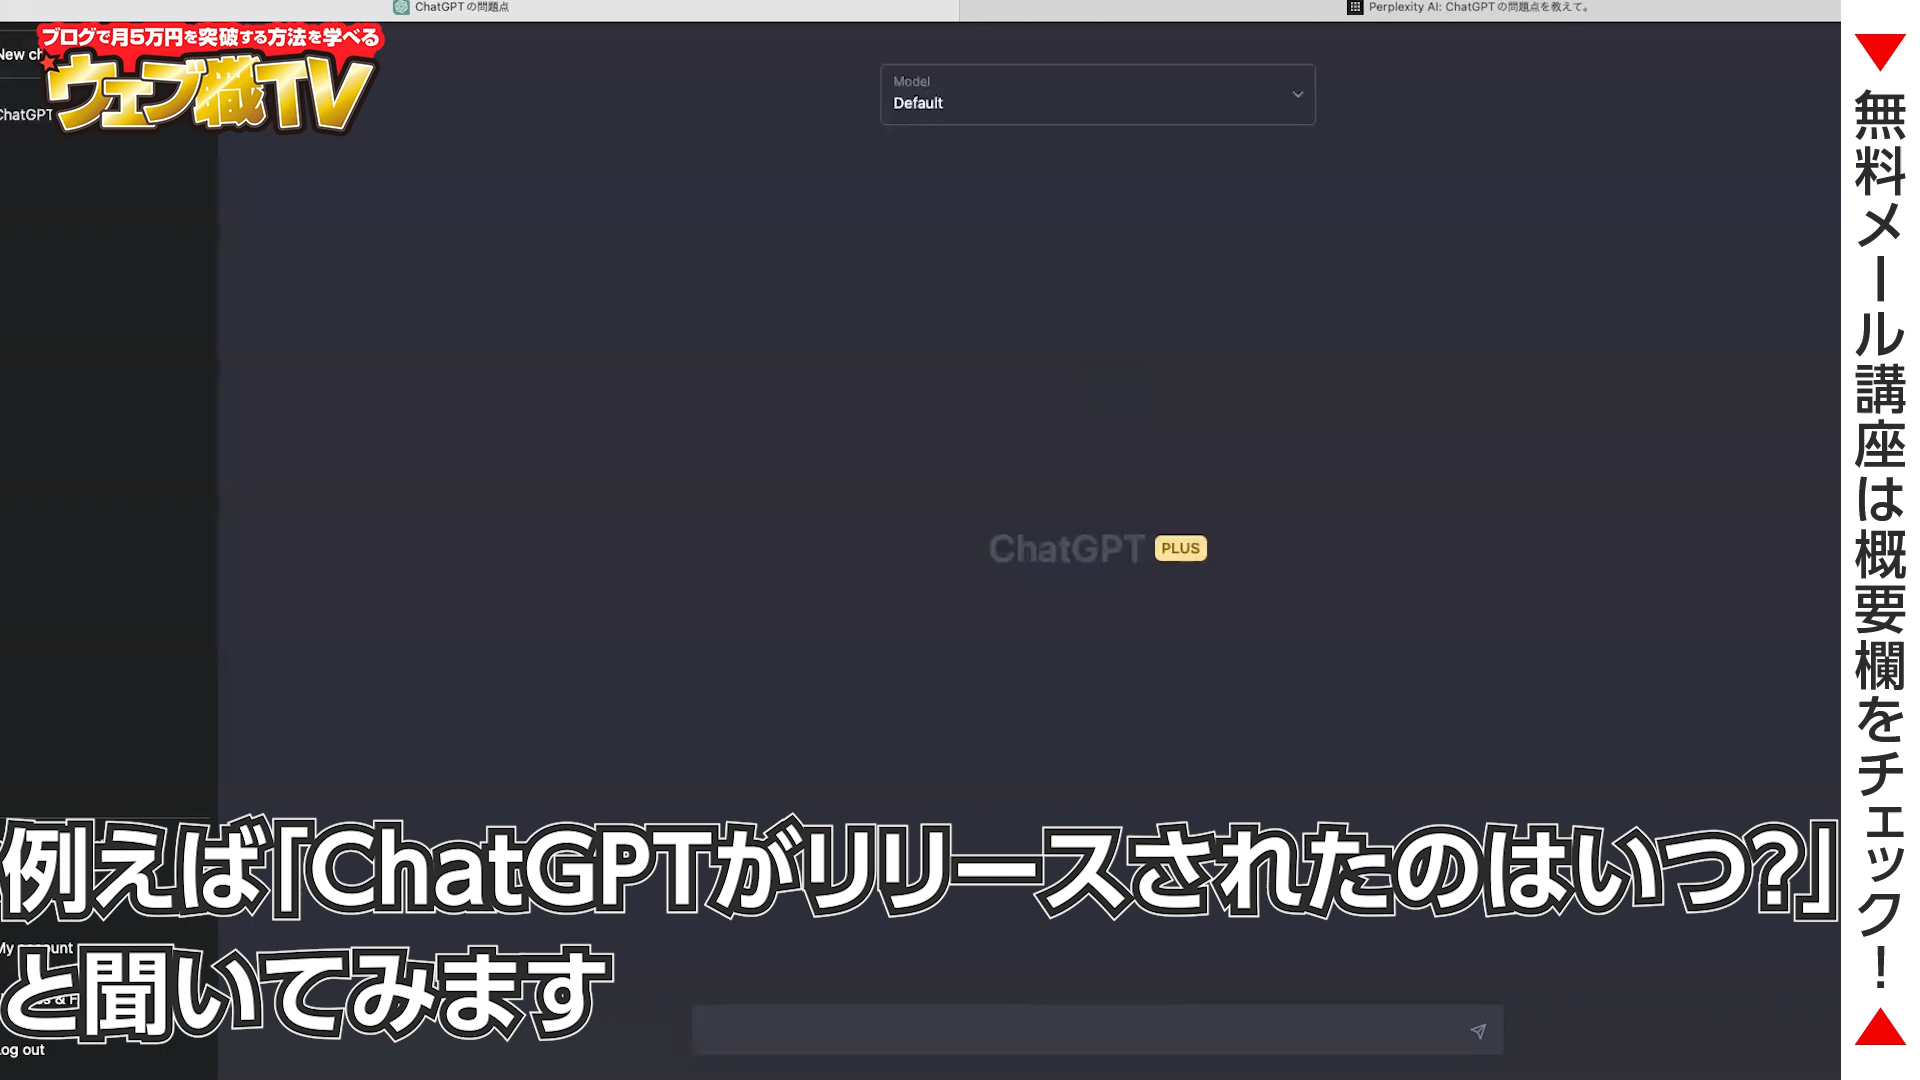 ChatGPTの問題点
Perplexity AI: ChatGPTの問題点を教えて。
ブログで月5万円を突破する方法を学べる
ウェブ職TV
New ch
ChatGPT
Model
Default
ChatGPT PLUS
例えば「ChatGPTがリリースされたのはいつ?」
と聞いてみます
My account
Log out
無料メール講座は概要欄をチェック!